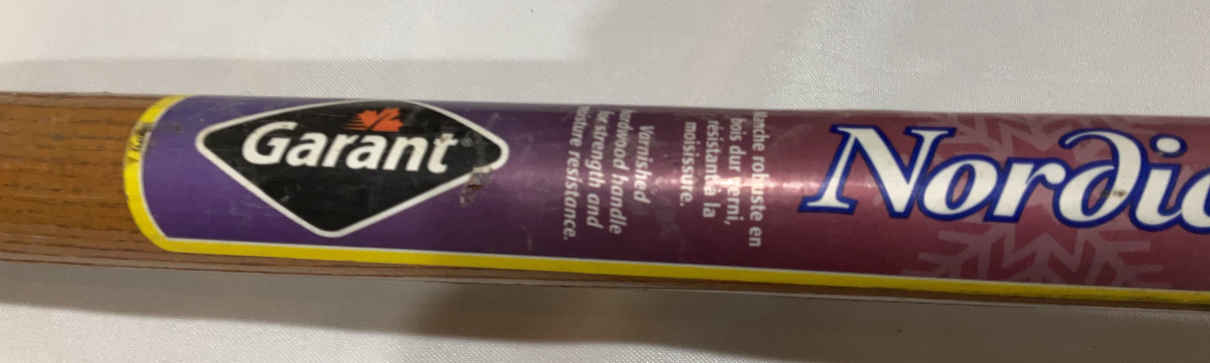 Garant
Varnished
hardwood handle
for strength and
moisture resistance.
robuste en
bois dur verni,
résistant à la
moisissure.
Nordic